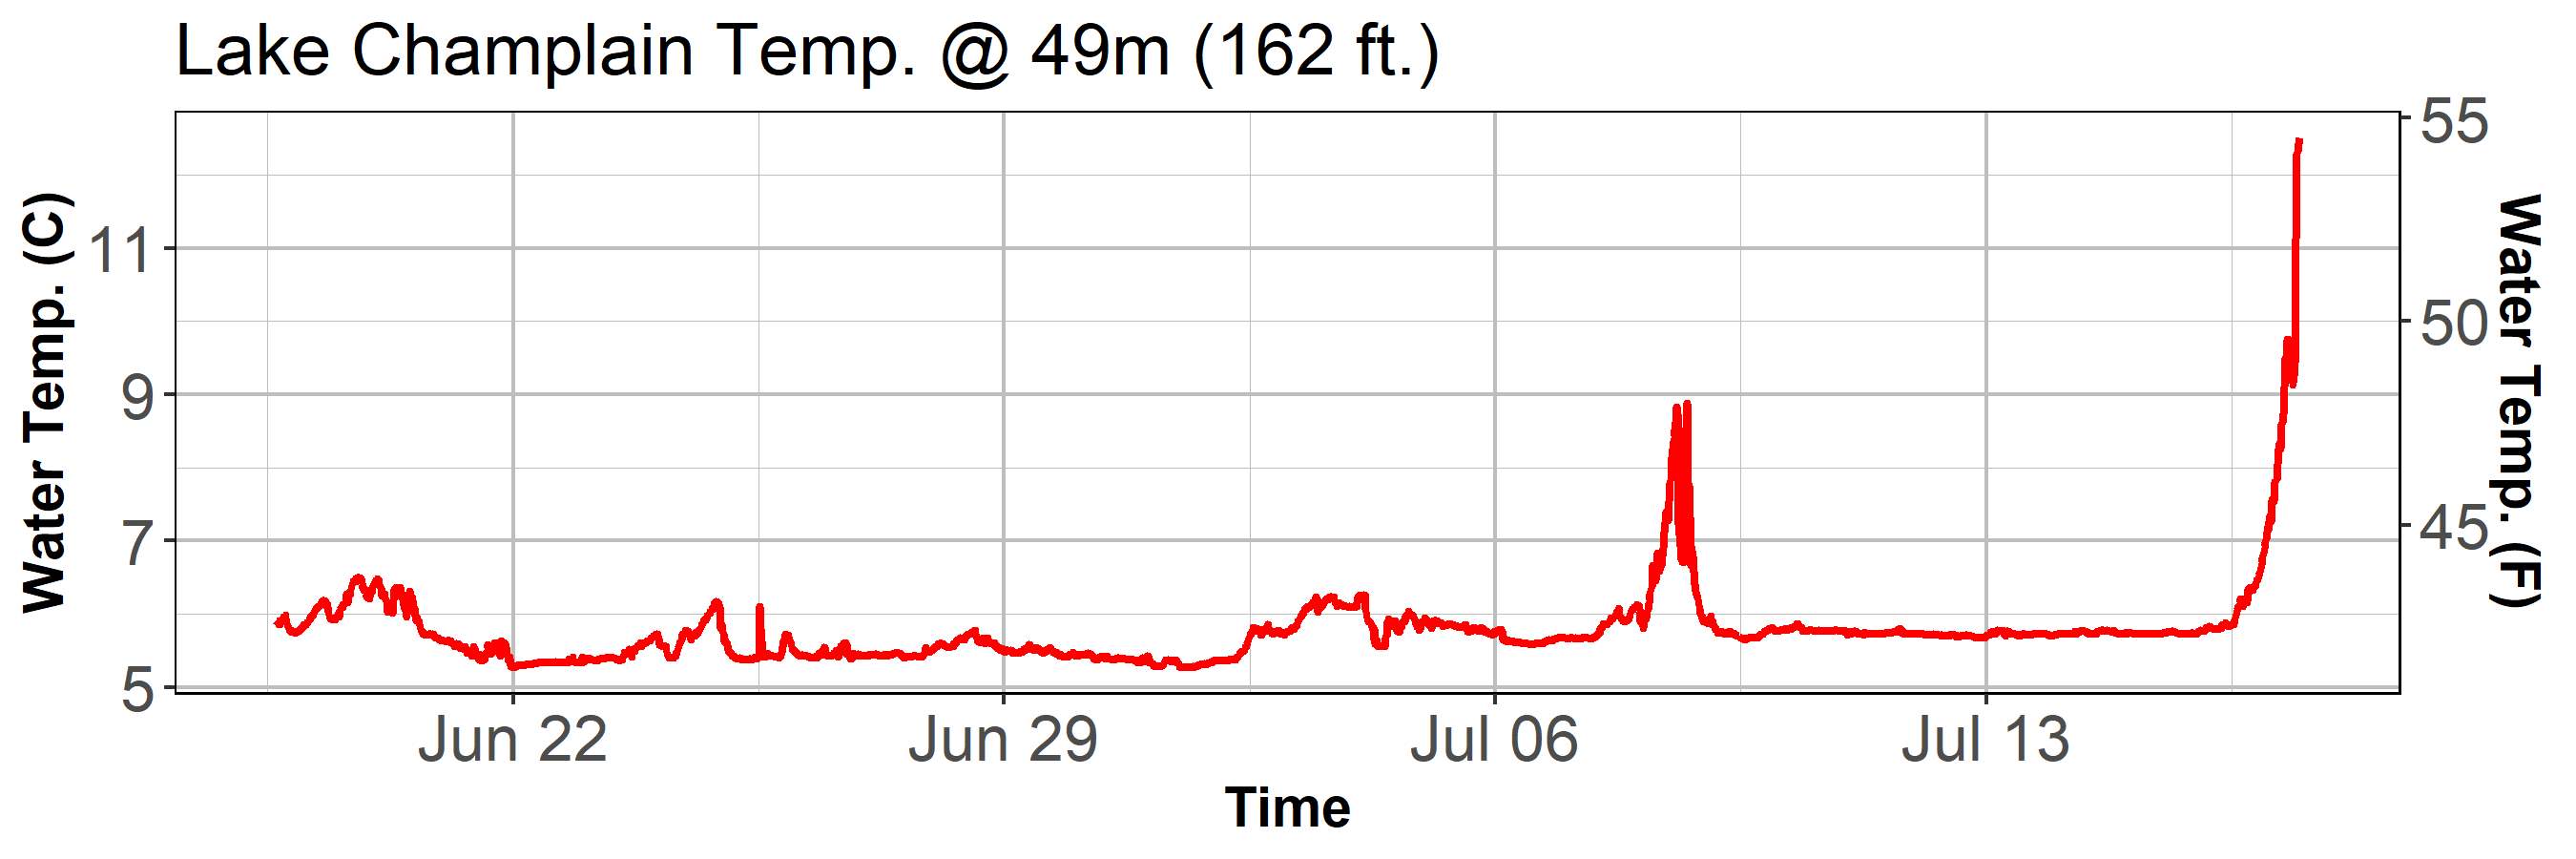 Lake Champlain Temp. @ 49m (162 ft.)
Water Temp. (C)
11
9
7
5
55
50
45
Water Temp. (F)
Jun 22
Jun 29
Jul 06
Jul 13
Time